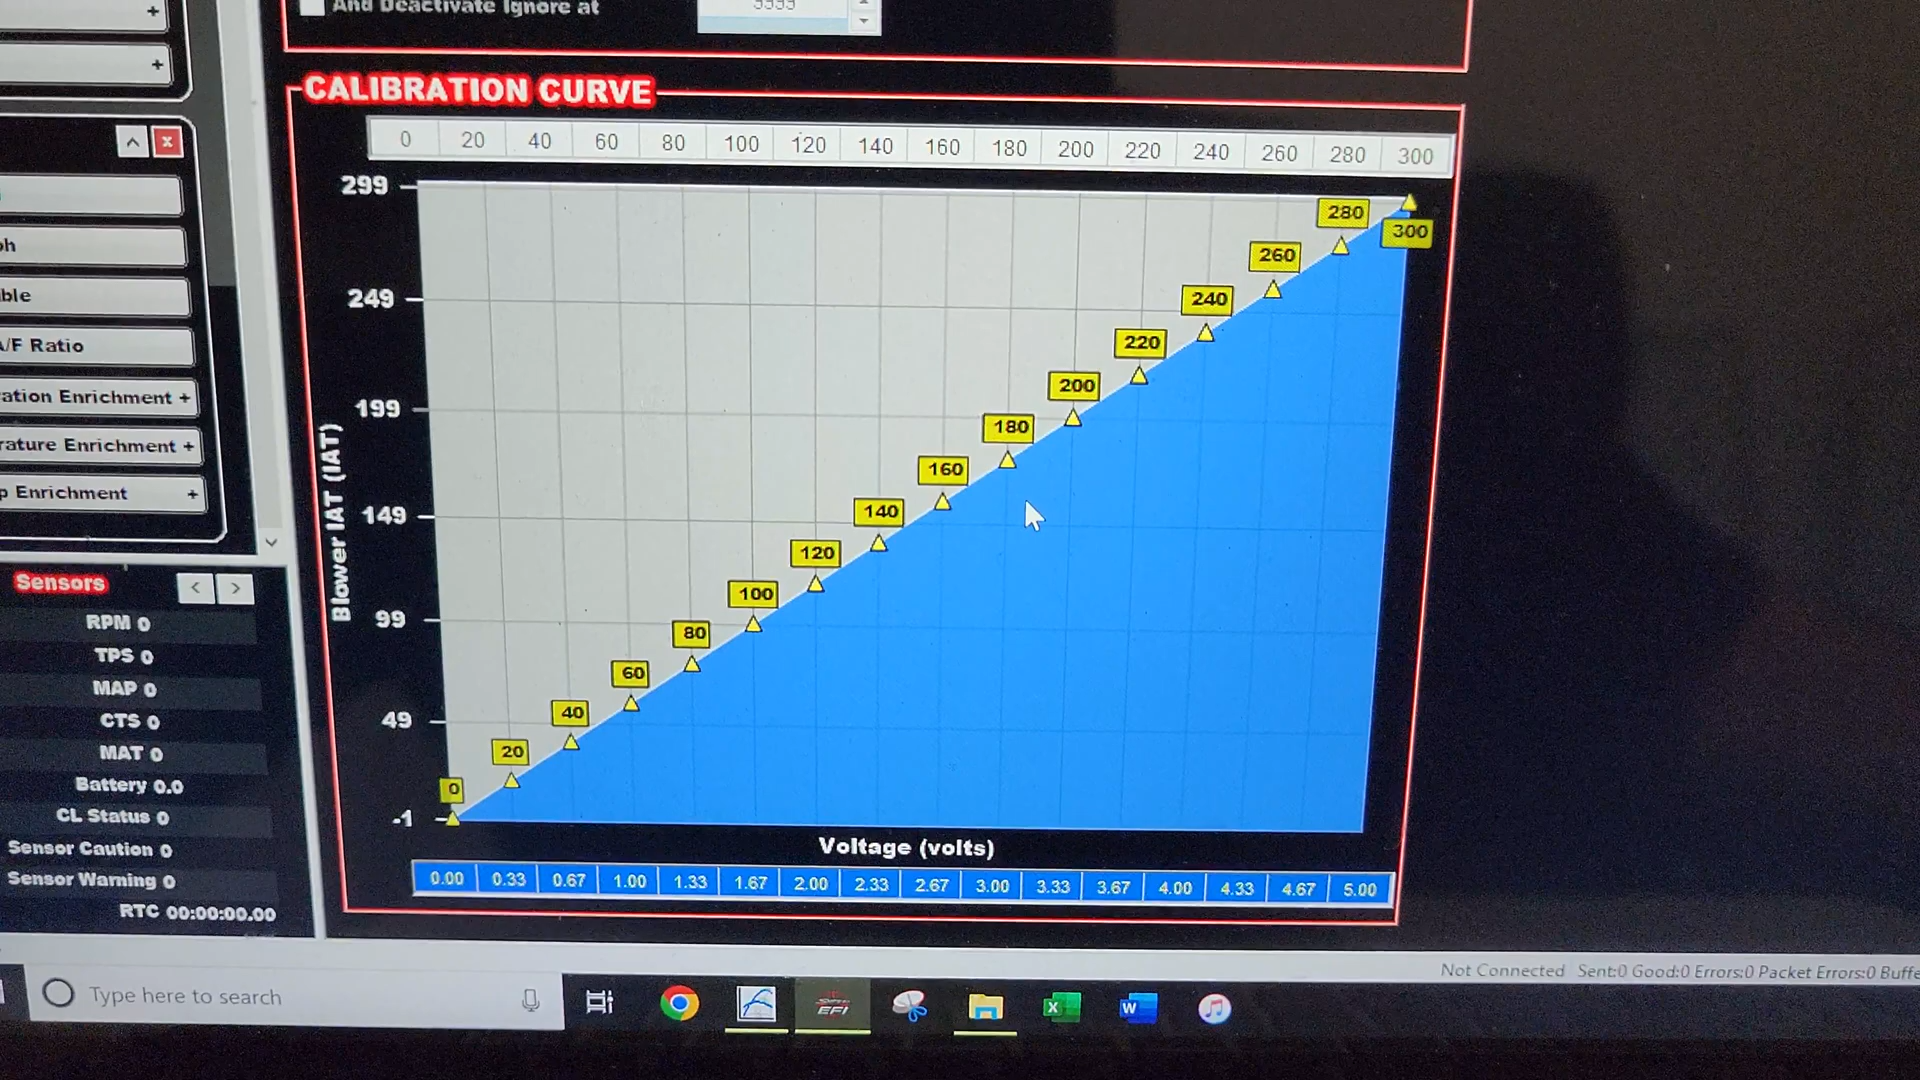 And Deactivate Ignore at
9999
+
+
CALIBRATION CURVE
0 20 40 60 80 100 120 140 160 180 200 220 240 260 280 300
299
249
199
149
99
49
-1
Blower IAT (IAT)
0
20
40
60
80
100
120
140
160
180
200
220
240
260
280
300
Voltage (volts)
0.00 0.33 0.67 1.00 1.33 1.67 2.00 2.33 2.67 3.00 3.33 3.67 4.00 4.33 4.67 5.00
ph
ble
A/F Ratio
ation Enrichment +
rature Enrichment +
p Enrichment +
Sensors
RPM 0
TPS 0
MAP 0
CTS 0
MAT 0
Battery 0.0
CL Status 0
Sensor Caution 0
Sensor Warning 0
RTC 00:00:00.00
Not Connected Sent:0 Good:0 Errors:0 Packet Errors:0 Buffe
Type here to search
EFI
X
W